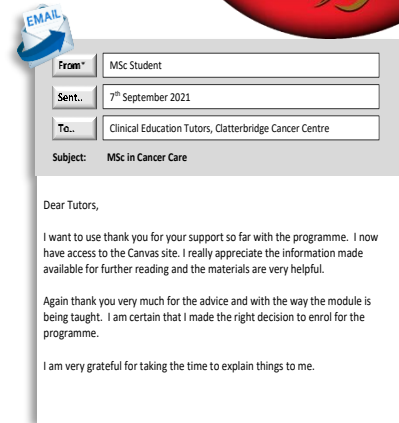 EMAIL
From* MSc Student
Sent.. 7th September 2021
To.. Clinical Education Tutors, Clatterbridge Cancer Centre
Subject: MSc in Cancer Care
Dear Tutors,
I want to use thank you for your support so far with the programme. I now
have access to the Canvas site. I really appreciate the information made
available for further reading and the materials are very helpful.
Again thank you very much for the advice and with the way the module is
being taught. I am certain that I made the right decision to enrol for the
programme.
I am very grateful for taking the time to explain things to me.